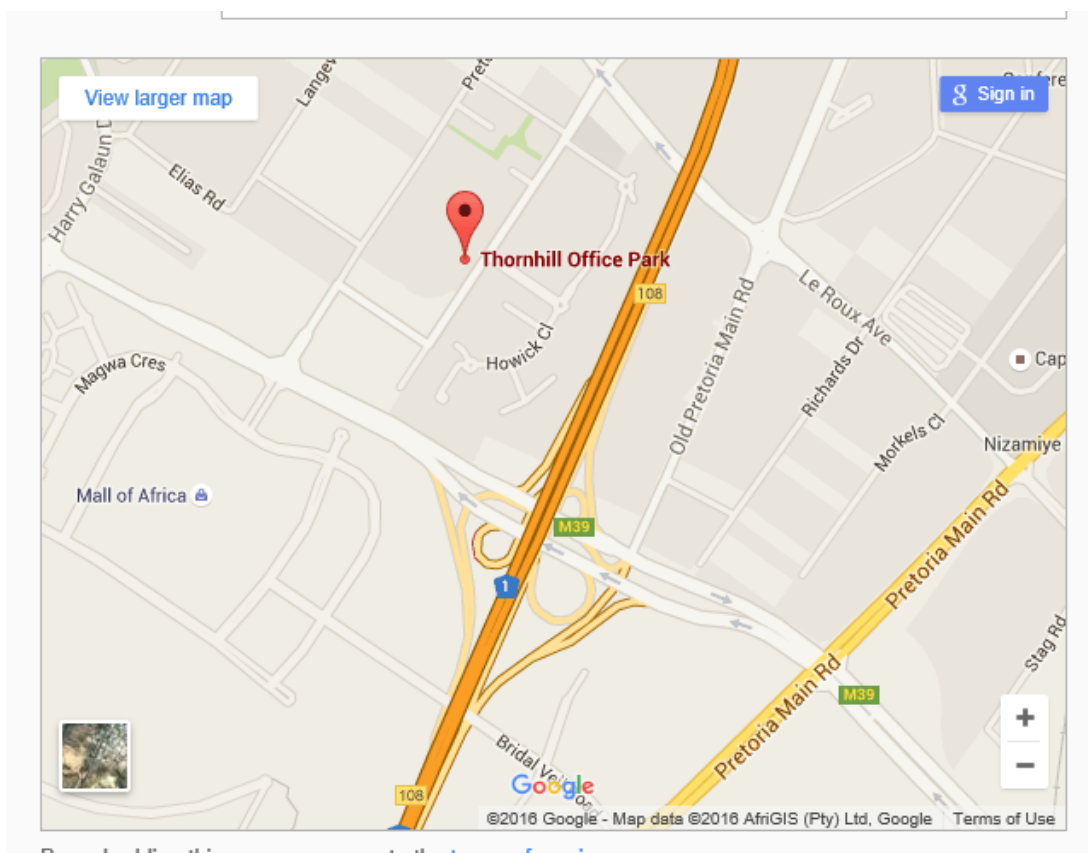 View larger map
Sign in
Harry Galaun D
Elias Rd
Thornhill Office Park
108
Le Roux Ave
Howick Cl
Magwa Cres
Old Pretoria Main Rd
Richards Dr
Cap
Morkels Cl
Nizamiye
Mall of Africa
M39
Pretoria Main Rd
1
Stag Rd
Pretoria Main Rd
M39
108
Google
©2016 Google - Map data ©2016 AfriGIS (Pty) Ltd, Google Terms of Use